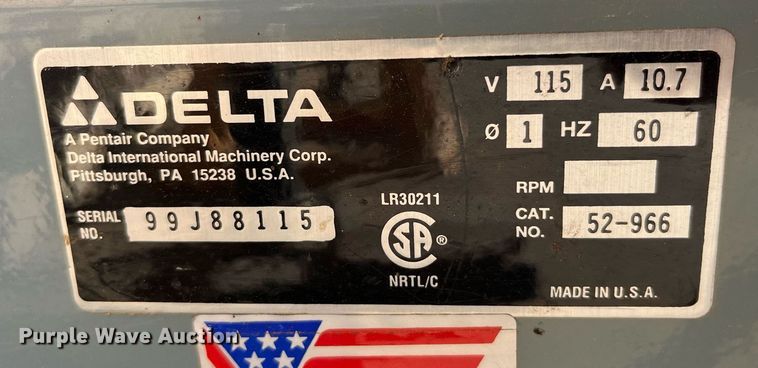 DELTA
A Pentair Company
Delta International Machinery Corp.
Pittsburgh, PA 15238 U.S.A.
SERIAL NO. 99J88115
V 115 A 10.7
Ø 1 HZ 60
RPM
CAT. NO. 52-966
LR30211
SA ®
NRTL/C
MADE IN U.S.A.
Purple Wave Auction